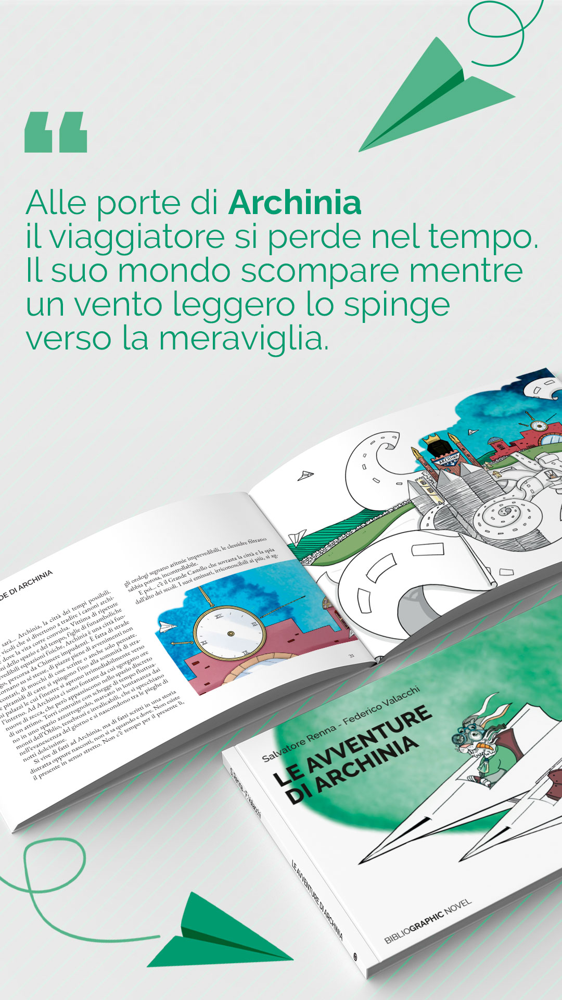 Alle porte di Archinia
il viaggiatore si perde nel tempo.
Il suo mondo scompare mentre
un vento leggero lo spinge
verso la meraviglia.
ARCHINIA
DE DI ARCHINIA
sarà... Archinia, la città dei tempi possibili.
vicoli che si divertono a tradire i canoni archi-
dove la vita corre convulsa. Vittima di ripetute
ni dello spazio e del tempo, figlie di funamboliche
evedibili equazioni fisiche, Archinia è una città fuo-
go, percorsa da Chimere impudenti. È fatta di strade
tornano su sé stesse, di piazze piene di avvenimenti non
contati, di mucchi di cose scritte o anche solo pensate.
e piramidi di carte si spingono fino alla sommità di stra-
ni palazzi le cui finestre si aprono irrimediabilmente verso
l'interno. Ad Archinia ci sono fontane da cui sgorgano ore
nuove di zecca, che però appassiscono nello spazio discreto
di un attimo. Torri costruite con schegge di tempo fluttua-
no in uno spazio azzurrognolo, marcato in lontananza dai
monti dell'Oblio, tenebrosi e invalicabili, che si specchiano
nell'evanescenza del giorno e si nascondono tra le pieghe di
notti dolcissime.
Si vive di fatti ad Archinia, ma di fatti scritti in una storia
distratta oppure nascosti, non si sa quando e dove. Non esiste
il presente in senso stretto. Non c'è tempo per il presente lì,
gli orologi segnano aritmie imprevedibili, le clessidre filtrano
sabbia porosa, incontrollabile.
E poi... c'è il Grande Castello che sovrasta la città e la spia
dall'alto dei secoli. I suoi emissari, irriconoscibili ai più, si ag-
XII
XI
VI
31
Salvatore Renna - Federico Valacchi
LE AVVENTURE
DI ARCHINIA
BIBLIOGRAPHIC NOVEL
S. Renna - F. Valacchi
LE AVVENTURE DI ARCHINIA